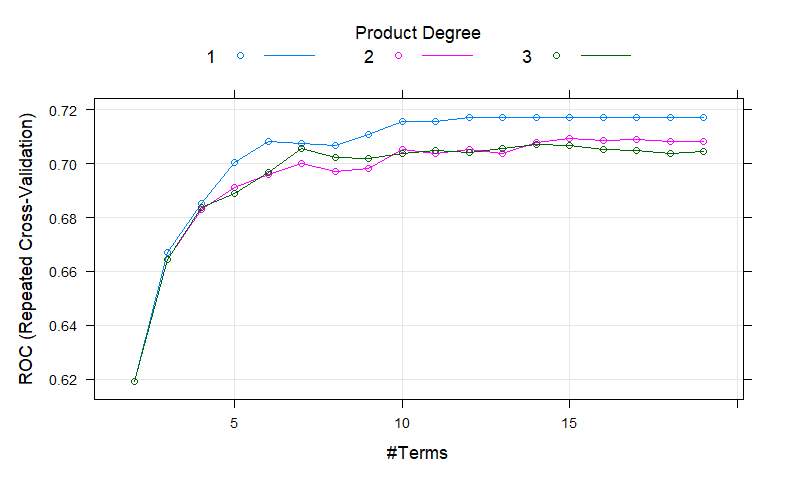 Product Degree
1 2 3
0.72
0.70
0.68
0.66
0.64
0.62
ROC (Repeated Cross-Validation)
5 10 15
#Terms